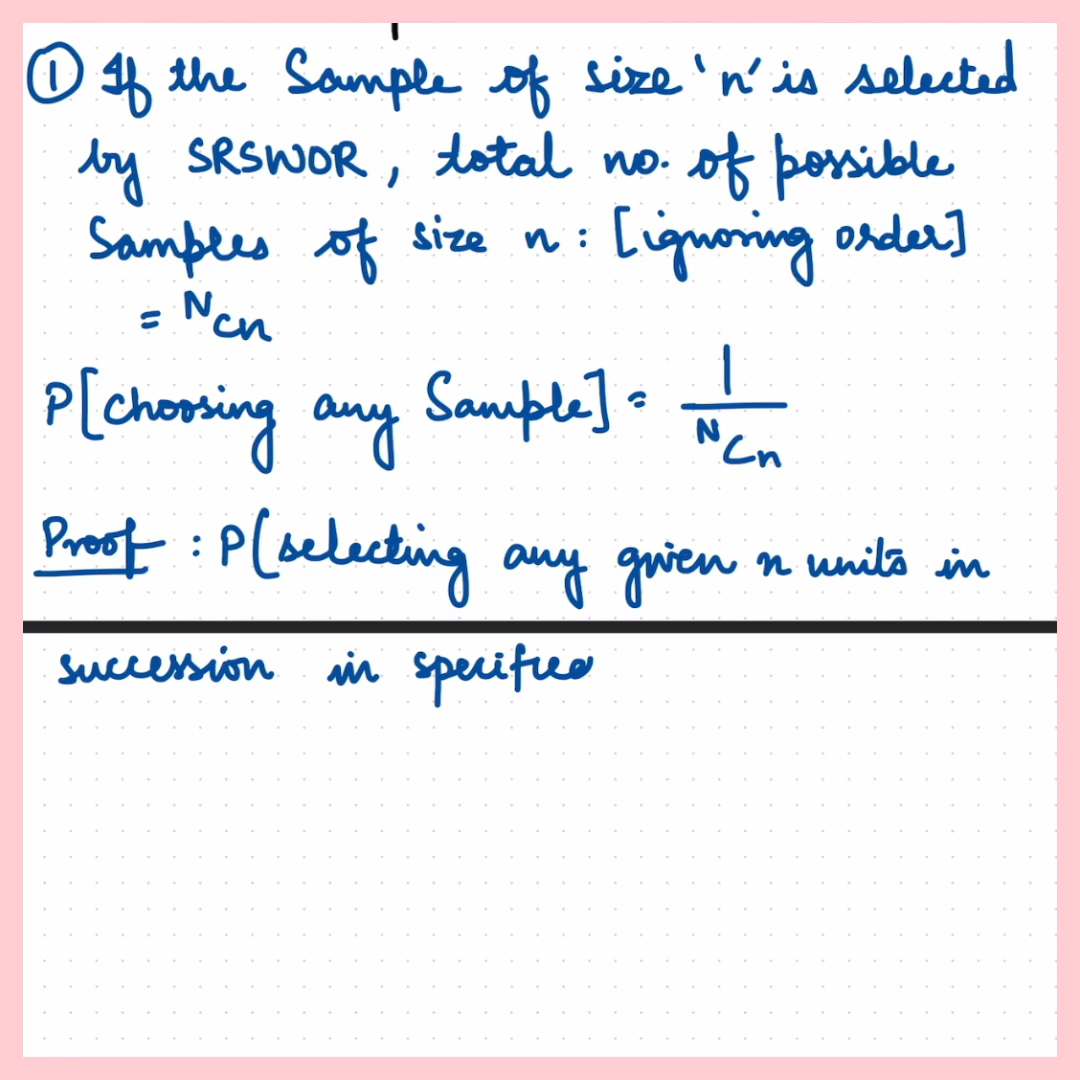 ① If the Sample of size 'n' is selected
by SRSWOR, total no. of possible
Samples of size n : [ignoring order]
= ᴺCn
P[choosing any Sample] = 1/ᴺCn
Proof : P(selecting any given n units in
succession in specified